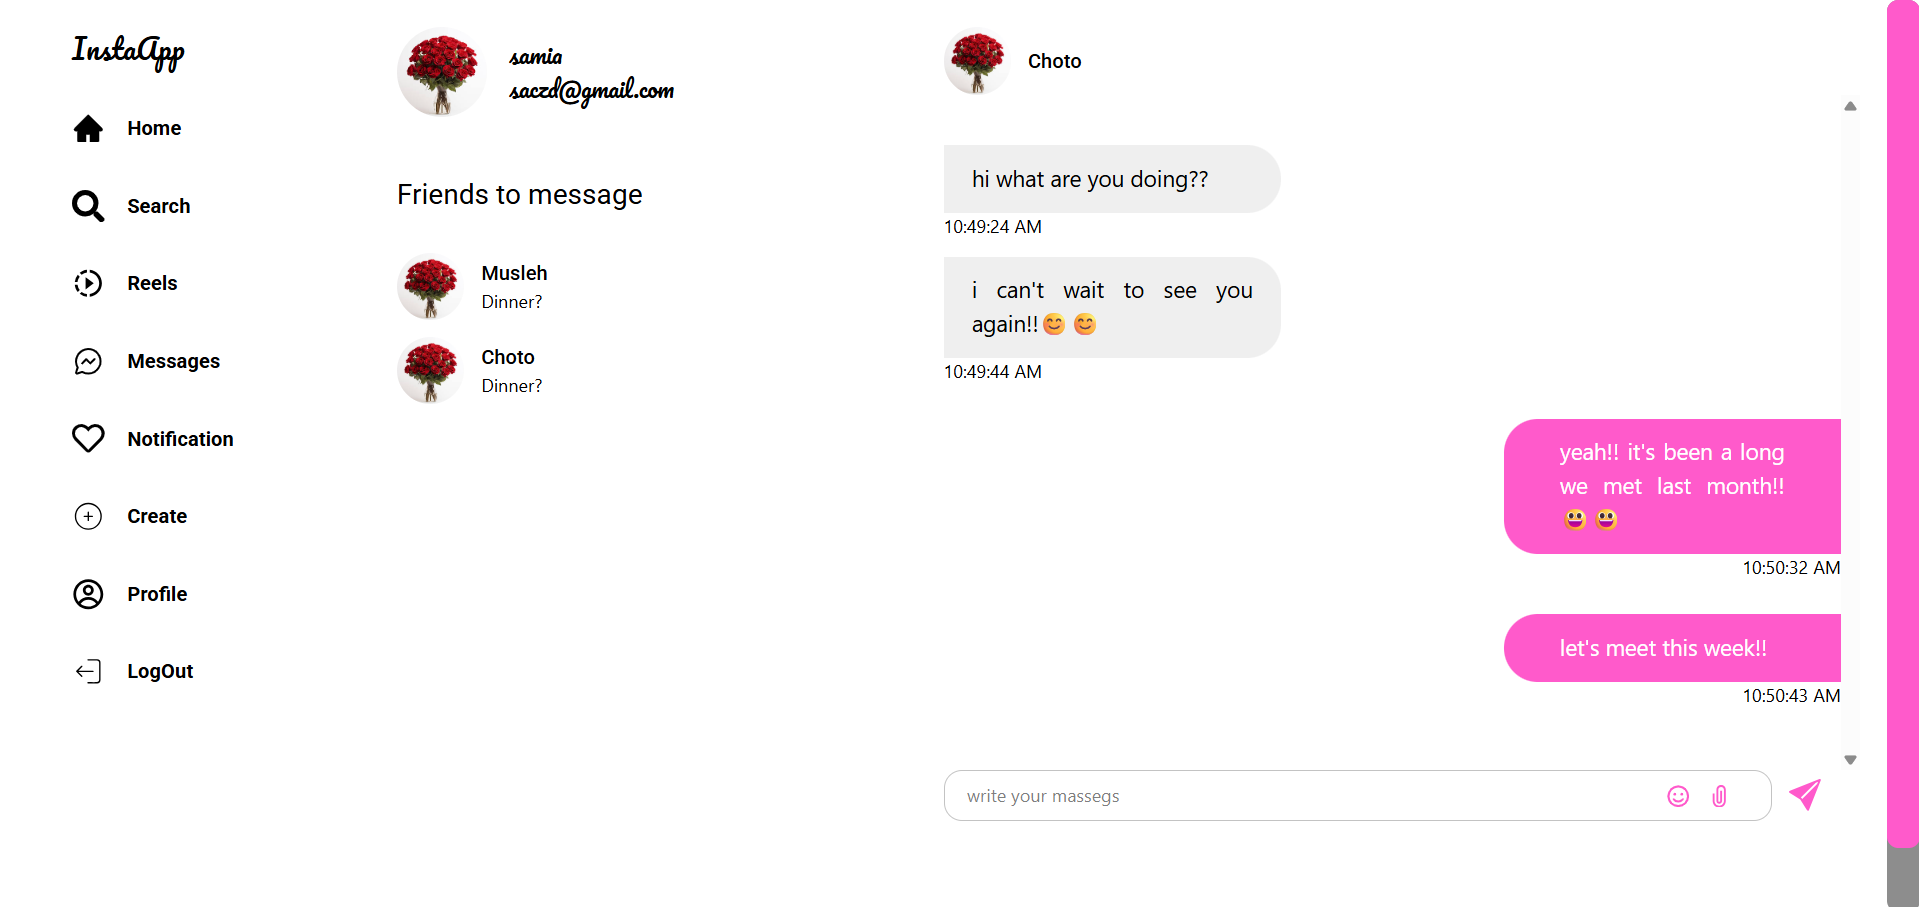 InstaApp
Home
Search
Reels
Messages
Notification
Create
Profile
LogOut
samia
saczd@gmail.com
Friends to message
Musleh
Dinner?
Choto
Dinner?
Choto
hi what are you doing??
10:49:24 AM
i can't wait to see you
again!!😊😊
10:49:44 AM
yeah!! it's been a long
we met last month!!
😃😃
10:50:32 AM
let's meet this week!!
10:50:43 AM
write your massegs